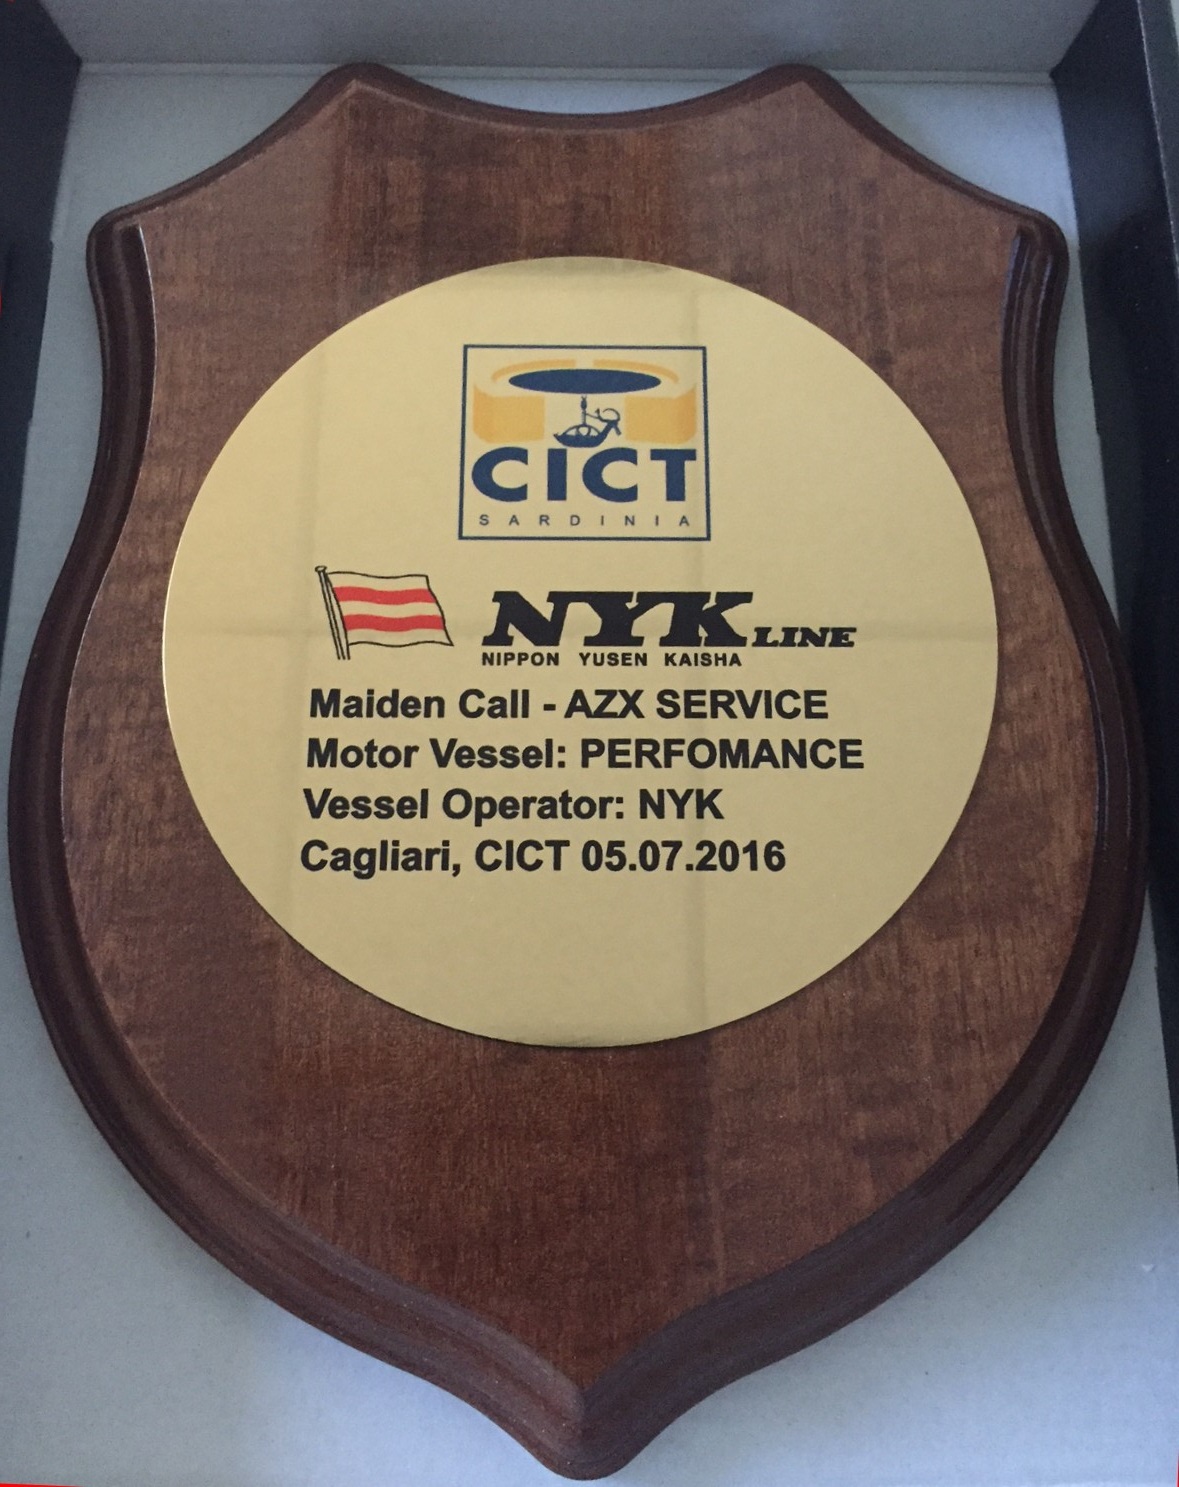 CICT
SARDINIA
NYK LINE
NIPPON YUSEN KAISHA
Maiden Call - AZX SERVICE
Motor Vessel: PERFOMANCE
Vessel Operator: NYK
Cagliari, CICT 05.07.2016